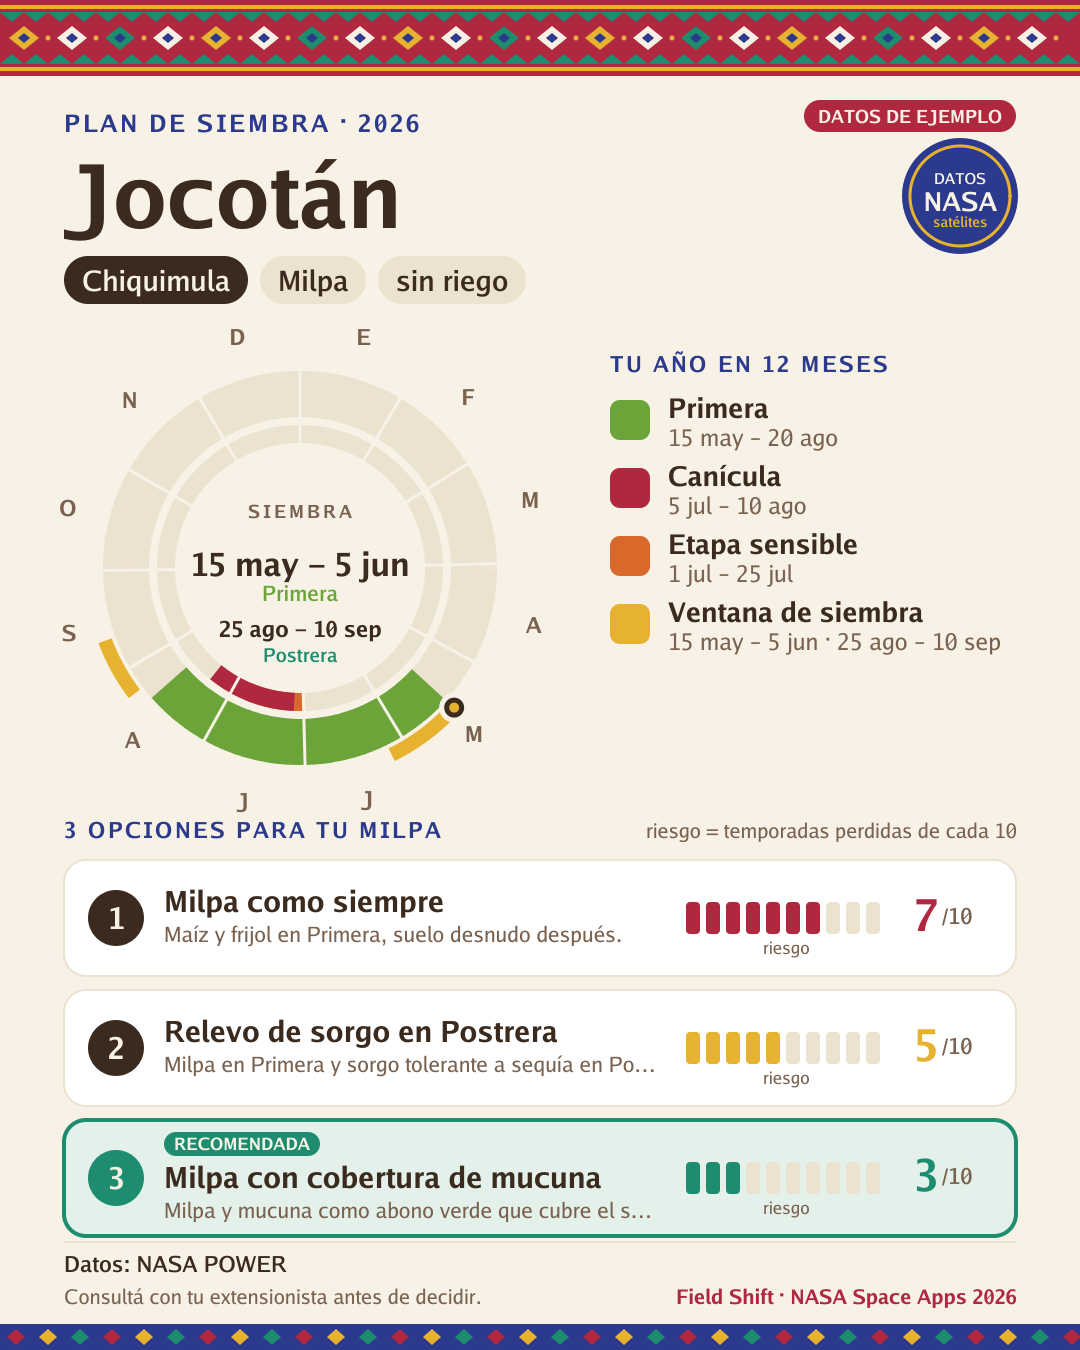 PLAN DE SIEMBRA · 2026
DATOS DE EJEMPLO
Jocotán
DATOS
NASA
satélites
Chiquimula
Milpa
sin riego
D
E
N
F
O
M
S
A
A
M
J
J
SIEMBRA
15 may – 5 jun
Primera
25 ago – 10 sep
Postrera
TU AÑO EN 12 MESES
Primera
15 may – 20 ago
Canícula
5 jul – 10 ago
Etapa sensible
1 jul – 25 jul
Ventana de siembra
15 may – 5 jun · 25 ago – 10 sep
3 OPCIONES PARA TU MILPA
riesgo = temporadas perdidas de cada 10
1
Milpa como siempre
Maíz y frijol en Primera, suelo desnudo después.
riesgo
7/10
2
Relevo de sorgo en Postrera
Milpa en Primera y sorgo tolerante a sequía en Po...
riesgo
5/10
RECOMENDADA
3
Milpa con cobertura de mucuna
Milpa y mucuna como abono verde que cubre el s...
riesgo
3/10
Datos: NASA POWER
Consultá con tu extensionista antes de decidir.
Field Shift · NASA Space Apps 2026